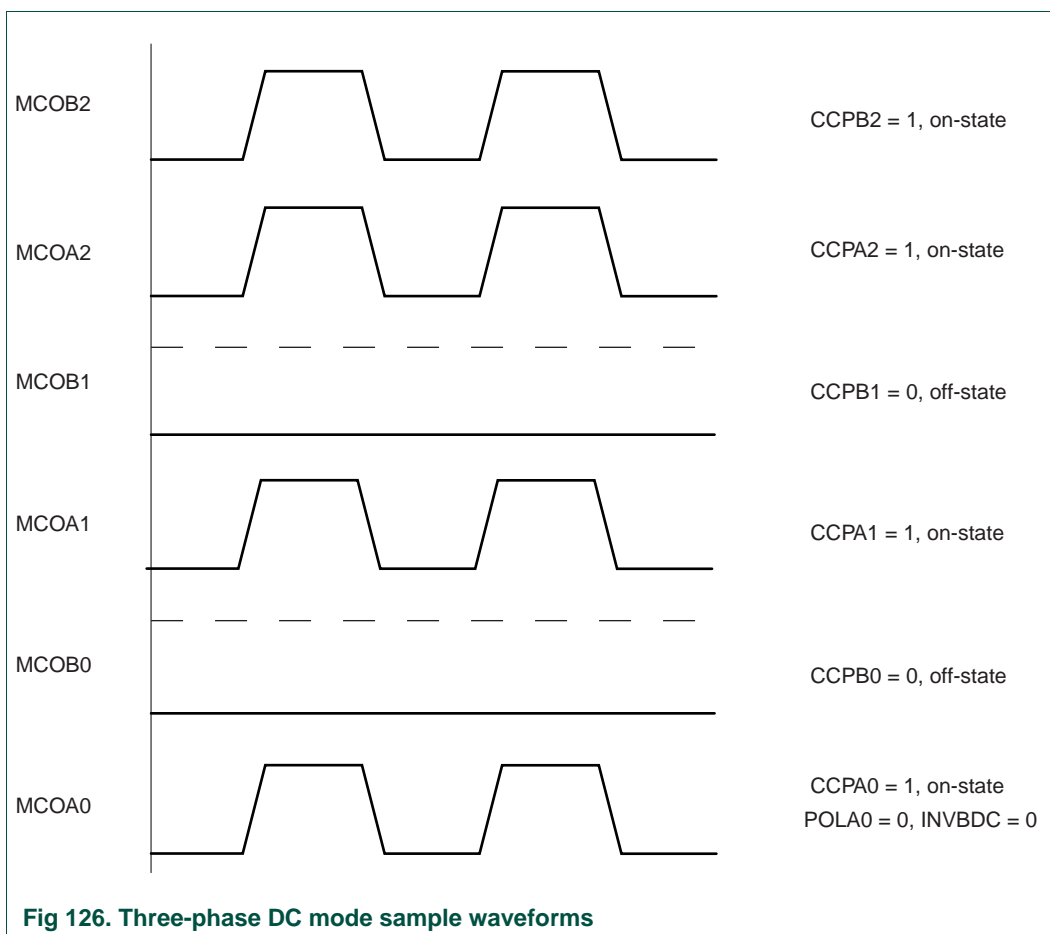 MCOB2
CCPB2 = 1, on-state
MCOA2
CCPA2 = 1, on-state
MCOB1
CCPB1 = 0, off-state
MCOA1
CCPA1 = 1, on-state
MCOB0
CCPB0 = 0, off-state
MCOA0
CCPA0 = 1, on-state
POLA0 = 0, INVBDC = 0
Fig 126. Three-phase DC mode sample waveforms